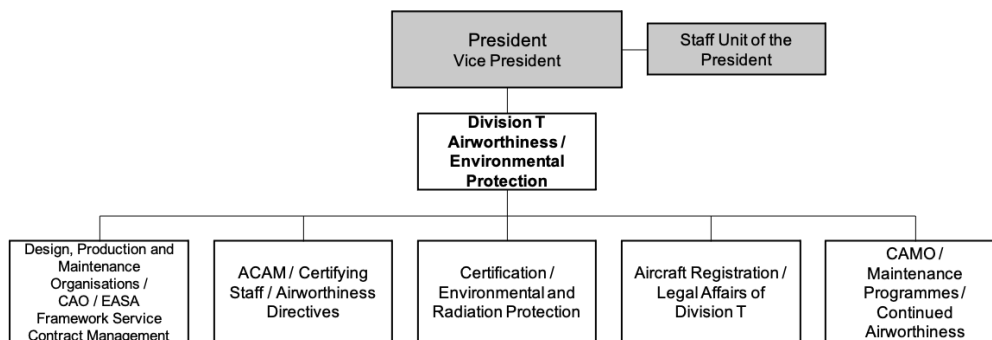 President
Vice President
Staff Unit of the
President
Division T
Airworthiness /
Environmental
Protection
Design, Production and
Maintenance
Organisations /
CAO / EASA
Framework Service
Contract Management
ACAM / Certifying
Staff / Airworthiness
Directives
Certification /
Environmental and
Radiation Protection
Aircraft Registration /
Legal Affairs of
Division T
CAMO /
Maintenance
Programmes /
Continued
Airworthiness